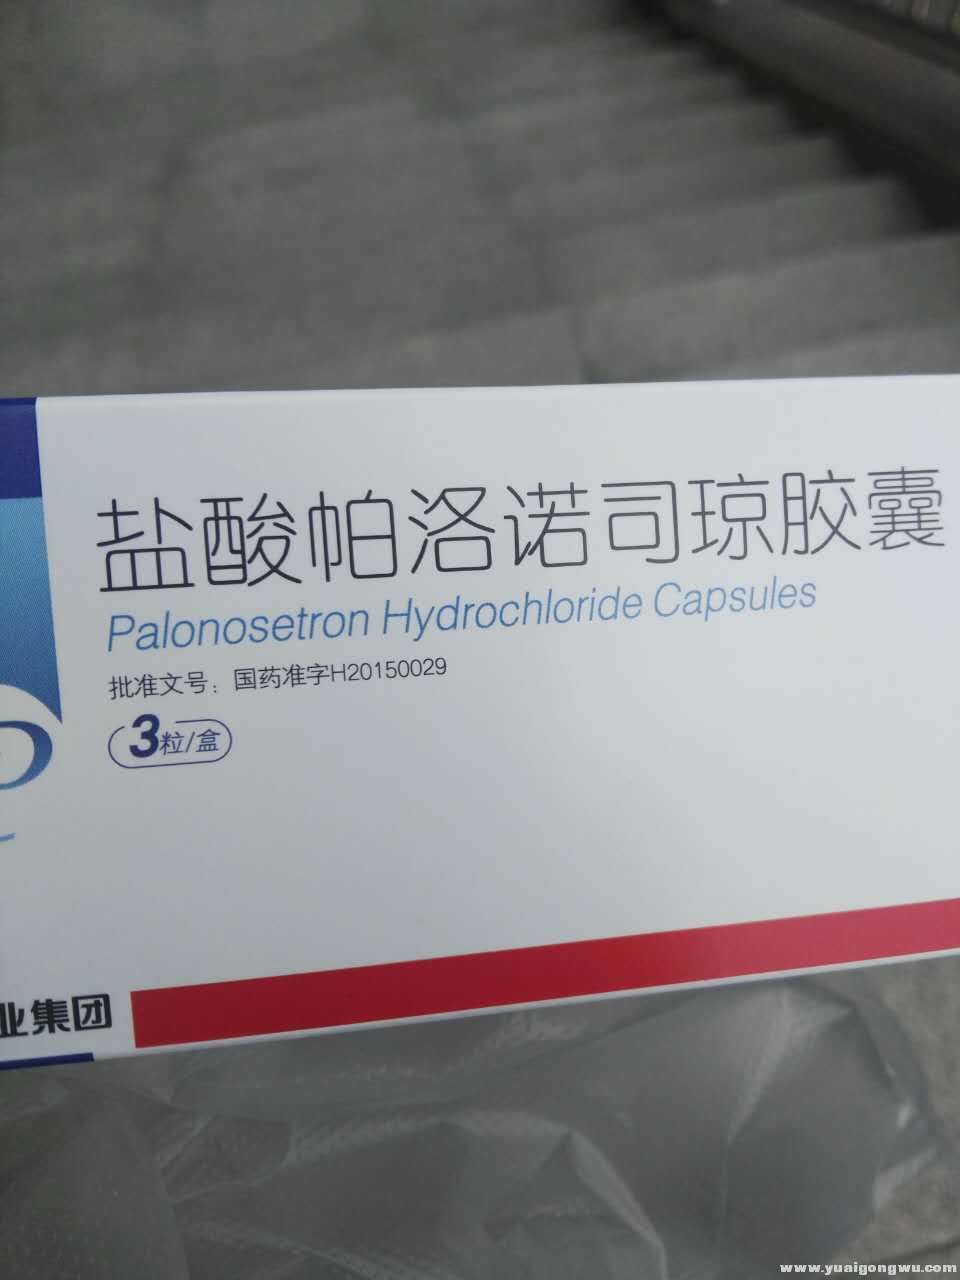 盐酸帕洛诺司琼胶囊
Palonosetron Hydrochloride Capsules
批准文号：国药准字H20150029
3粒/盒
业集团
www.yuaigongwu.com